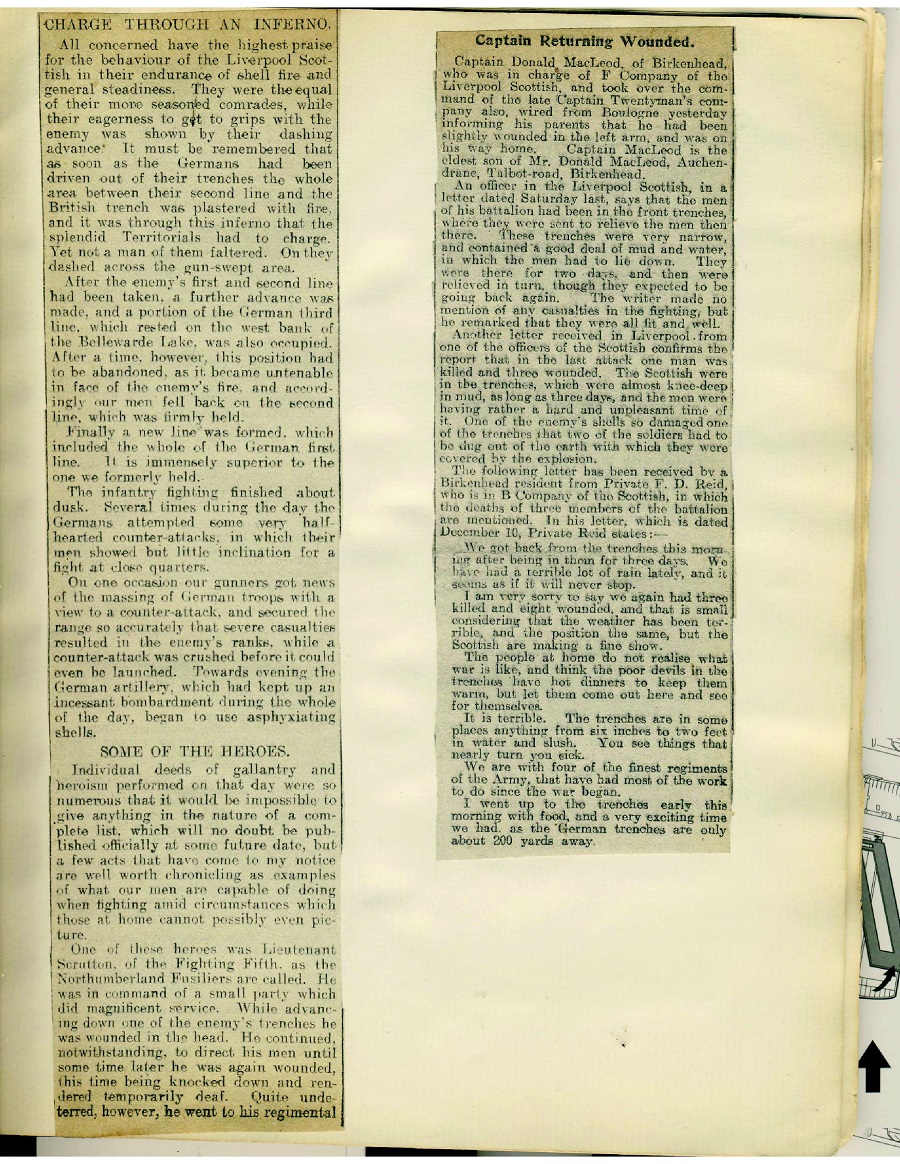 CHARGE THROUGH AN INFERNO.
All concerned have the highest praise
for the behaviour of the Liverpool Scot-
tish in their endurance of shell fire and
general steadiness. They were the equal
of their more seasoned comrades, while
their eagerness to get to grips with the
enemy was shown by their dashing
advance. It must be remembered that
as soon as the Germans had been
driven out of their trenches the whole
area between their second line and the
British trench was plastered with fire,
and it was through this inferno that the
splendid Territorials had to charge.
Yet not a man of them faltered. On they
dashed across the gun-swept area.
After the enemy's first and second line
had been taken, a further advance was
made, and a portion of the German third
line, which rested on the west bank of
the Bellewarde Lake, was also occupied.
After a time, however, this position had
to be abandoned, as it became untenable
in face of the enemy's fire, and accord-
ingly our men fell back on the second
line, which was firmly held.
Finally a new line was formed, which
included the whole of the German first
line. It is immensely superior to the
one we formerly held.
The infantry fighting finished about
dusk. Several times during the day the
Germans attempted some very half-
hearted counter-attacks, in which their
men showed but little inclination for a
fight at close quarters.
On one occasion our gunners got news
of the massing of German troops with a
view to a counter-attack, and secured the
range so accurately that severe casualties
resulted in the enemy's ranks, while a
counter-attack was crushed before it could
even be launched. Towards evening the
German artillery, which had kept up an
incessant bombardment during the whole
of the day, began to use asphyxiating
shells.
SOME OF THE HEROES.
Individual deeds of gallantry and
heroism performed on that day were so
numerous that it would be impossible to
give anything in the nature of a com-
plete list, which will no doubt be pub-
lished officially at some future date, but
a few acts that have come to my notice
are well worth chronicling as examples
of what our men are capable of doing
when fighting amid circumstances which
those at home cannot possibly even pic-
ture.
One of these heroes was Lieutenant
Scrutton, of the Fighting Fifth, as the
Northumberland Fusiliers are called. He
was in command of a small party which
did magnificent service. While advanc-
ing down one of the enemy's trenches he
was wounded in the head. He continued,
notwithstanding, to direct his men until
some time later he was again wounded,
this time being knocked down and ren-
dered temporarily deaf. Quite unde-
terred, however, he went to his regimental
Captain Returning Wounded.
Captain Donald MacLeod, of Birkenhead,
who was in charge of F Company of the
Liverpool Scottish, and took over the com-
mand of the late Captain Twentyman's com-
pany also, wired from Boulogne yesterday
informing his parents that he had been
slightly wounded in the left arm, and was on
his way home. Captain MacLeod is the
eldest son of Mr. Donald MacLeod, Auchen-
drane, Talbot-road, Birkenhead.
An officer in the Liverpool Scottish, in a
letter dated Saturday last, says that the men
of his battalion had been in the front trenches,
where they were sent to relieve the men then
there. These trenches were very narrow,
and contained a good deal of mud and water,
in which the men had to lie down. They
were there for two days, and then were
relieved in turn, though they expected to be
going back again. The writer made no
mention of any casualties in the fighting, but
he remarked that they were all fit and well.
Another letter received in Liverpool from
one of the officers of the Scottish confirms the
report that in the last attack one man was
killed and three wounded. The Scottish were
in the trenches, which were almost knee-deep
in mud, as long as three days, and the men were
having rather a hard and unpleasant time of
it. One of the enemy's shells so damaged one
of the trenches that two of the soldiers had to
be dug out of the earth with which they were
covered by the explosion.
The following letter has been received by a
Birkenhead resident from Private F. D. Reid,
who is in B Company of the Scottish, in which
the deaths of three members of the battalion
are mentioned. In his letter, which is dated
December 10, Private Reid states:—
We got back from the trenches this morn-
ing after being in them for three days. We
have had a terrible lot of rain lately, and it
seems as if it will never stop.
I am very sorry to say we again had three
killed and eight wounded, and that is small
considering that the weather has been ter-
rible, and the position the same, but the
Scottish are making a fine show.
The people at home do not realise what
war is like, and think the poor devils in the
trenches have hot dinners to keep them
warm, but let them come out here and see
for themselves.
It is terrible. The trenches are in some
places anything from six inches to two feet
in water and slush. You see things that
nearly turn you sick.
We are with four of the finest regiments
of the Army, that have had most of the work
to do since the war began.
I went up to the trenches early this
morning with food, and a very exciting time
we had, as the German trenches are only
about 200 yards away.